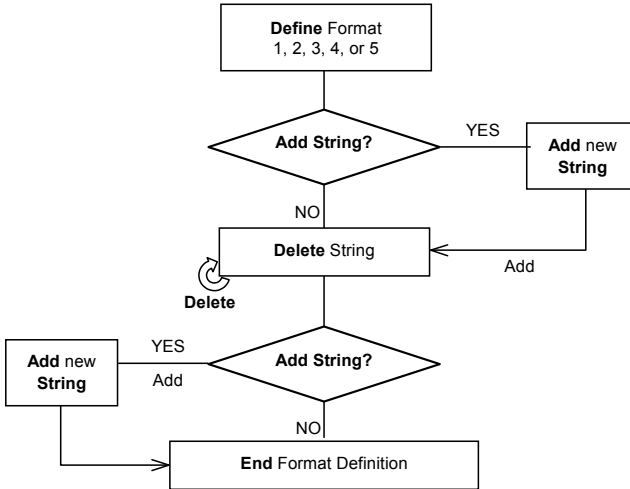 Define Format
1, 2, 3, 4, or 5
Add String?
YES
Add new
String
NO
Delete String
Add
Delete
YES
Add String?
Add new
String
Add
NO
End Format Definition